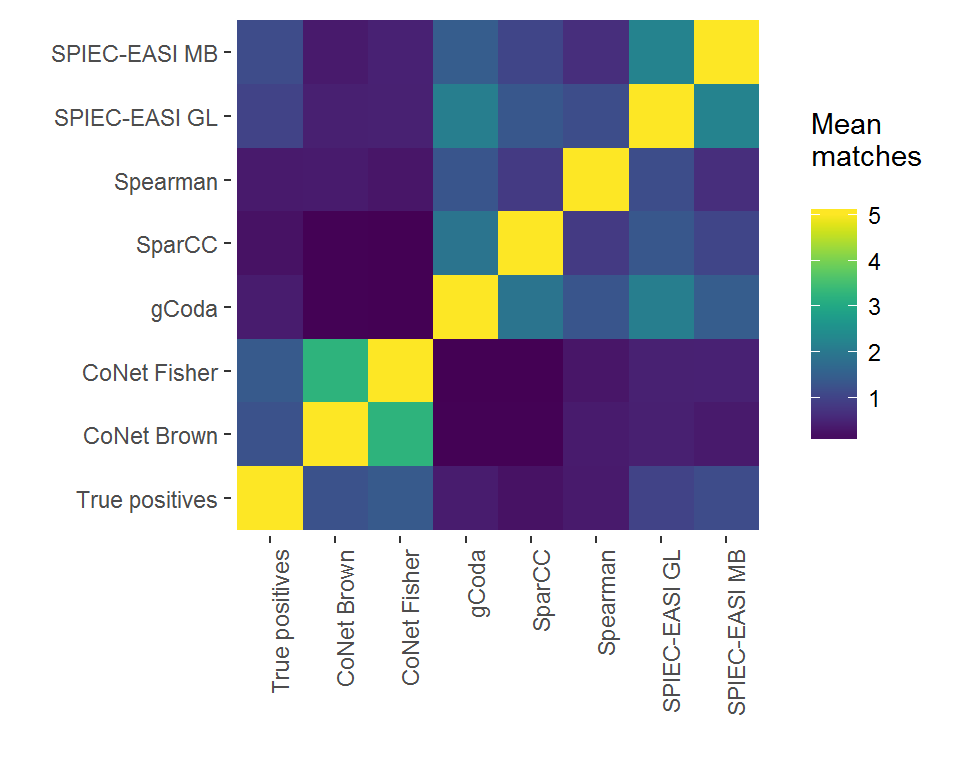 SPIEC-EASI MB
SPIEC-EASI GL
Spearman
SparCC
gCoda
CoNet Fisher
CoNet Brown
True positives
True positives
CoNet Brown
CoNet Fisher
gCoda
SparCC
Spearman
SPIEC-EASI GL
SPIEC-EASI MB
Mean
matches
5
4
3
2
1